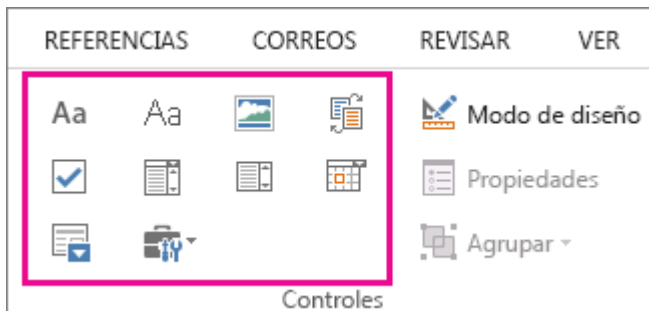 REFERENCIAS CORREOS REVISAR VER
Aa Aa Modo de diseño
Propiedades
Agrupar
Controles